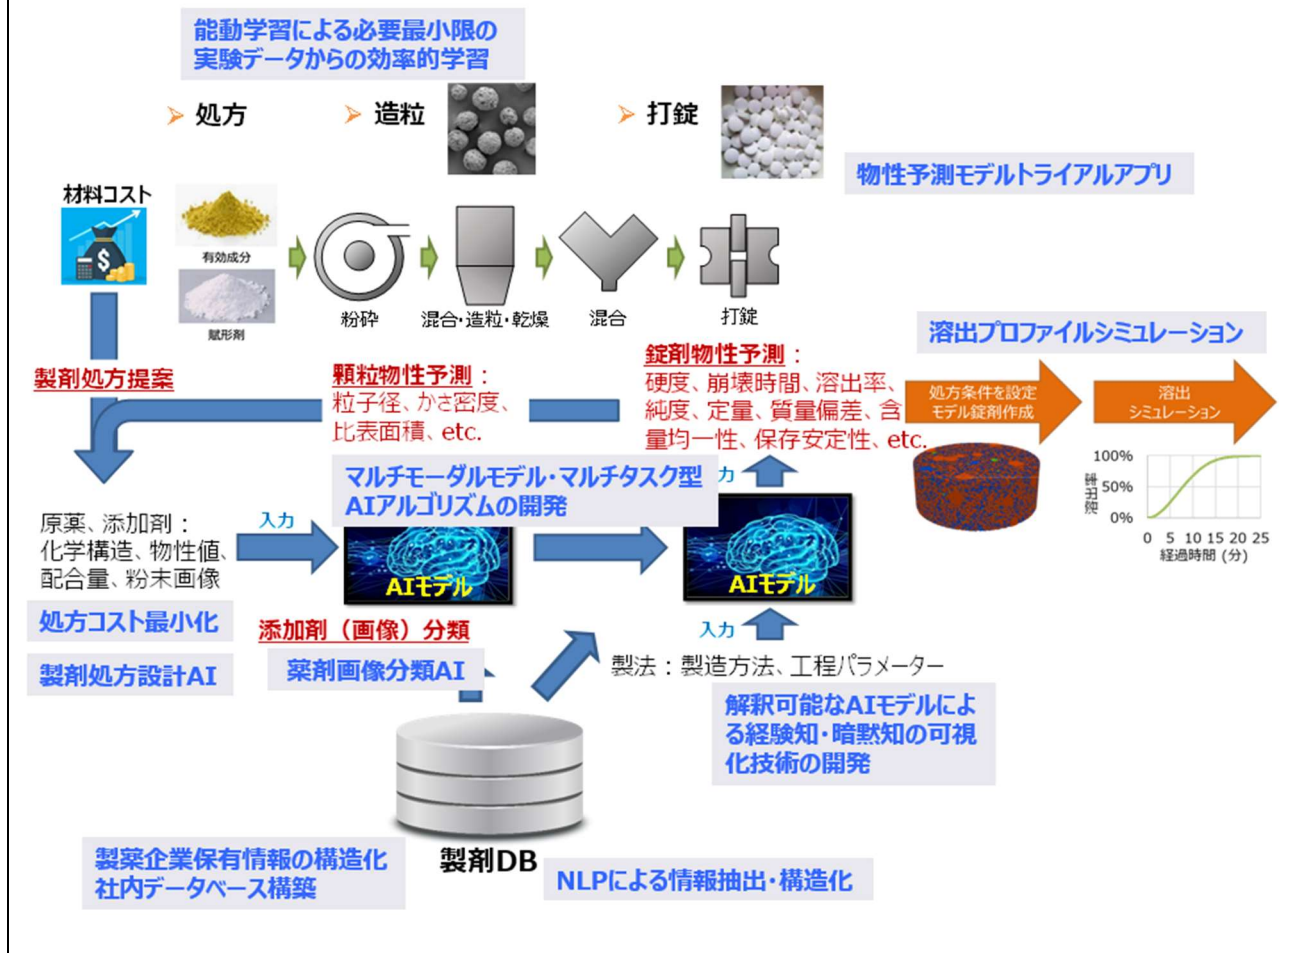 能動学習による必要最小限の
実験データからの効率的学習
➢ 処方
➢ 造粒
➢ 打錠
物性予測モデルトライアルアプリ
材料コスト
有効成分
賦形剤
粉砕
混合・造粒・乾燥
混合
打錠
溶出プロファイルシミュレーション
製剤処方提案
顆粒物性予測：
粒子径、かさ密度、
比表面積、etc.
錠剤物性予測：
硬度、崩壊時間、溶出率、
純度、定量、質量偏差、含
量均一性、保存安定性、etc.
処方条件を設定
モデル錠剤作成
溶出
シミュレーション
マルチモーダルモデル・マルチタスク型
AIアルゴリズムの開発
力
原薬、添加剤：
化学構造、物性値、
配合量、粉末画像
入力
AIモデル
AIモデル
溶出率
100%
50%
0%
0 5 10 15 20 25
経過時間 (分)
処方コスト最小化
製剤処方設計AI
添加剤（画像）分類
薬剤画像分類AI
入力
製法：製造方法、工程パラメーター
解釈可能なAIモデルによ
る経験知・暗黙知の可視
化技術の開発
製薬企業保有情報の構造化
社内データベース構築
製剤DB
NLPによる情報抽出・構造化